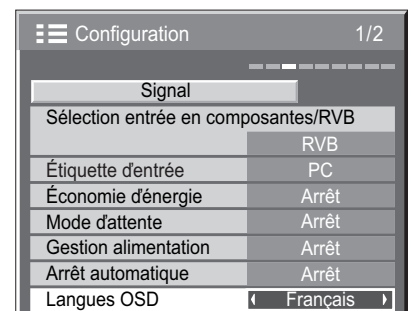 Configuration 1/2
Signal
Sélection entrée en composantes/RVB
RVB
Étiquette d'entrée PC
Économie d'énergie Arrêt
Mode d'attente Arrêt
Gestion alimentation Arrêt
Arrêt automatique Arrêt
Langues OSD Français